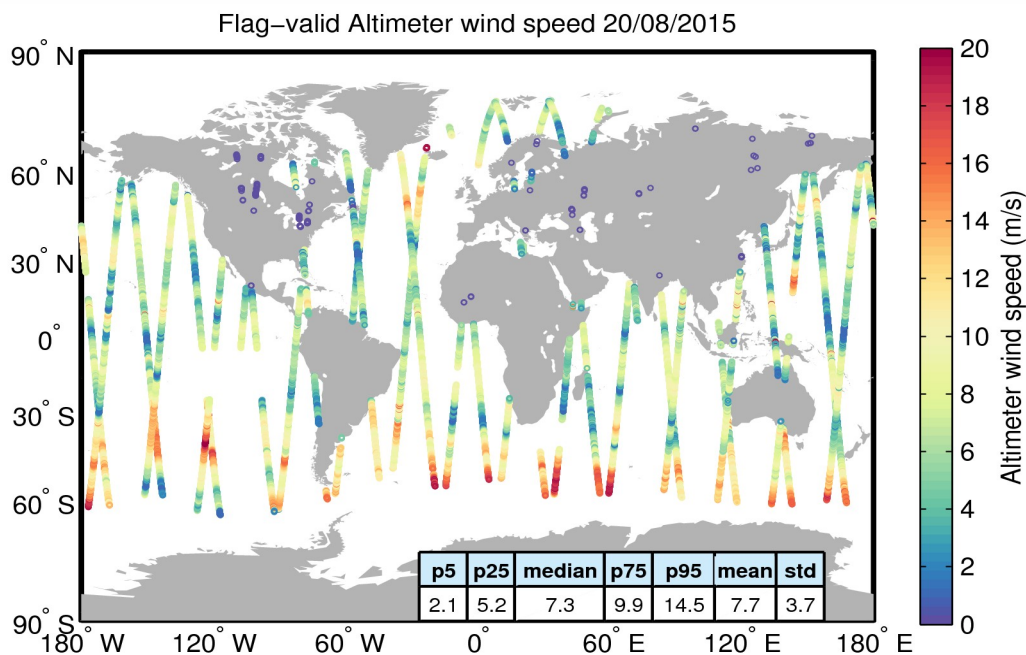 Flag−valid Altimeter wind speed 20/08/2015
90° N
60° N
30° N
0°
30° S
60° S
90° S
180° W
120° W
60° W
0°
60° E
120° E
180° E
p5 p25 median p75 p95 mean std
2.1 5.2 7.3 9.9 14.5 7.7 3.7
20
18
16
14
12
10
8
6
4
2
0
Altimeter wind speed (m/s)